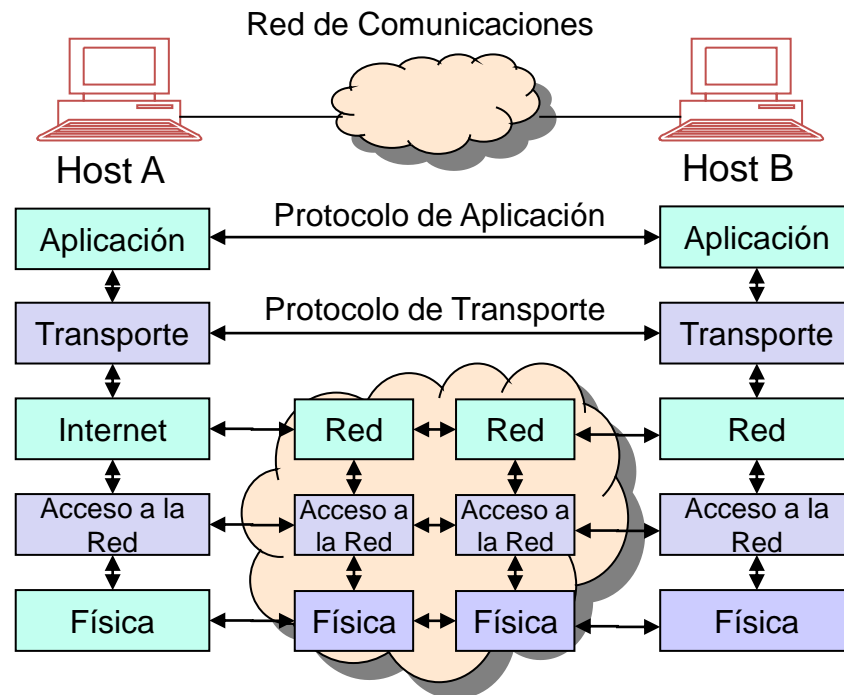 Red de Comunicaciones
Host A
Host B
Protocolo de Aplicación
Aplicación
Aplicación
Protocolo de Transporte
Transporte
Transporte
Internet
Red
Red
Red
Acceso a la
Red
Acceso a
la Red
Acceso a
la Red
Acceso a la
Red
Física
Física
Física
Física